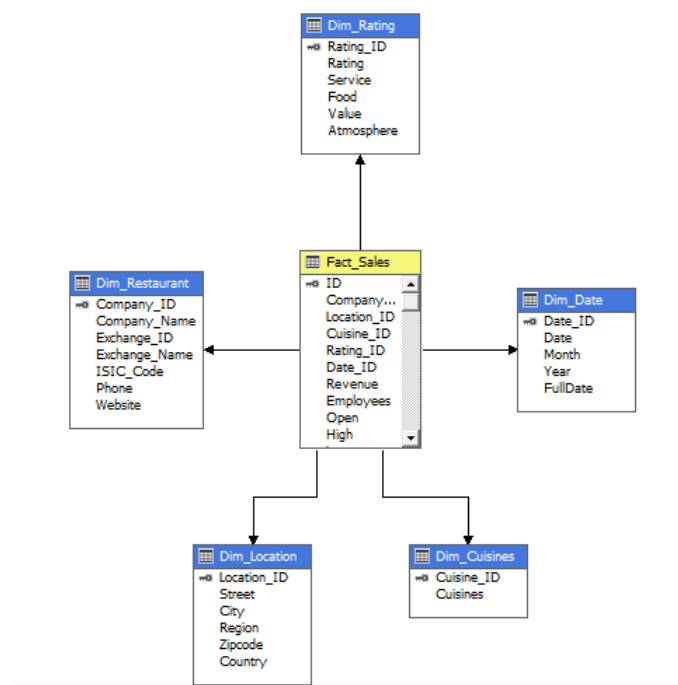 Dim_Rating
Rating_ID
Rating
Service
Food
Value
Atmosphere
Fact_Sales
ID
Company...
Location_ID
Cuisine_ID
Rating_ID
Date_ID
Revenue
Employees
Open
High
Dim_Restaurant
Company_ID
Company_Name
Exchange_ID
Exchange_Name
ISIC_Code
Phone
Website
Dim_Date
Date_ID
Date
Month
Year
FullDate
Dim_Location
Location_ID
Street
City
Region
Zipcode
Country
Dim_Cuisines
Cuisine_ID
Cuisines